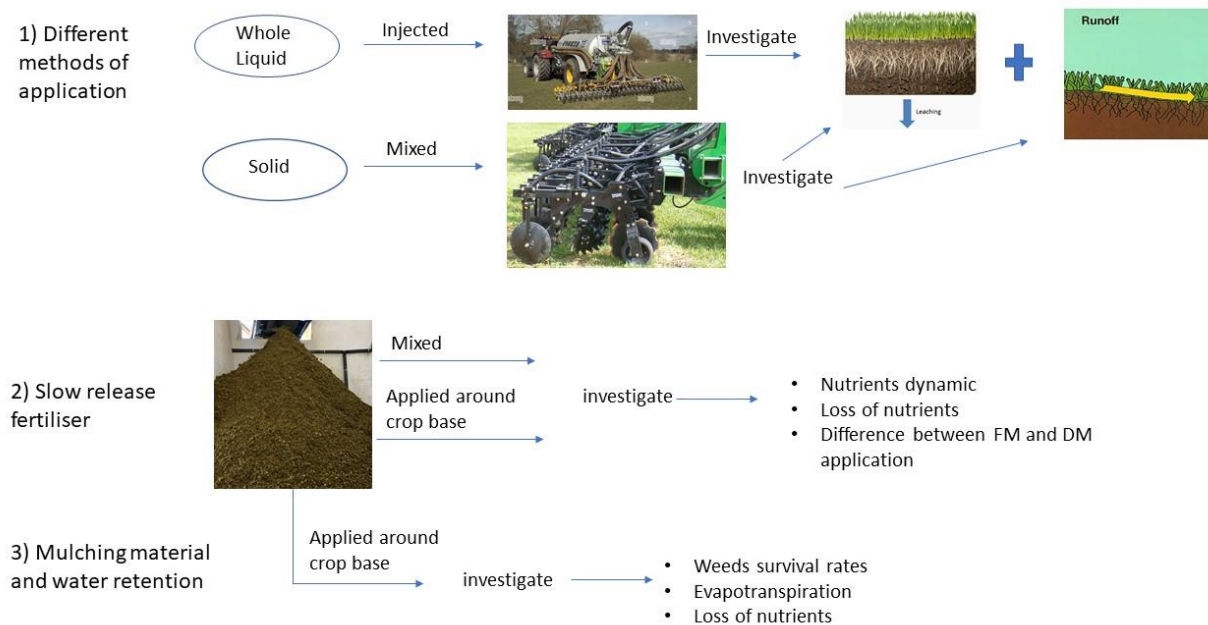 1) Different
methods of
application
Whole
Liquid
Injected
Investigate
Leaching
Runoff
Solid
Mixed
Investigate
2) Slow release
fertiliser
Mixed
Applied around
crop base
investigate
• Nutrients dynamic
• Loss of nutrients
• Difference between FM and DM
application
3) Mulching material
and water retention
Applied around
crop base
investigate
• Weeds survival rates
• Evapotranspiration
• Loss of nutrients